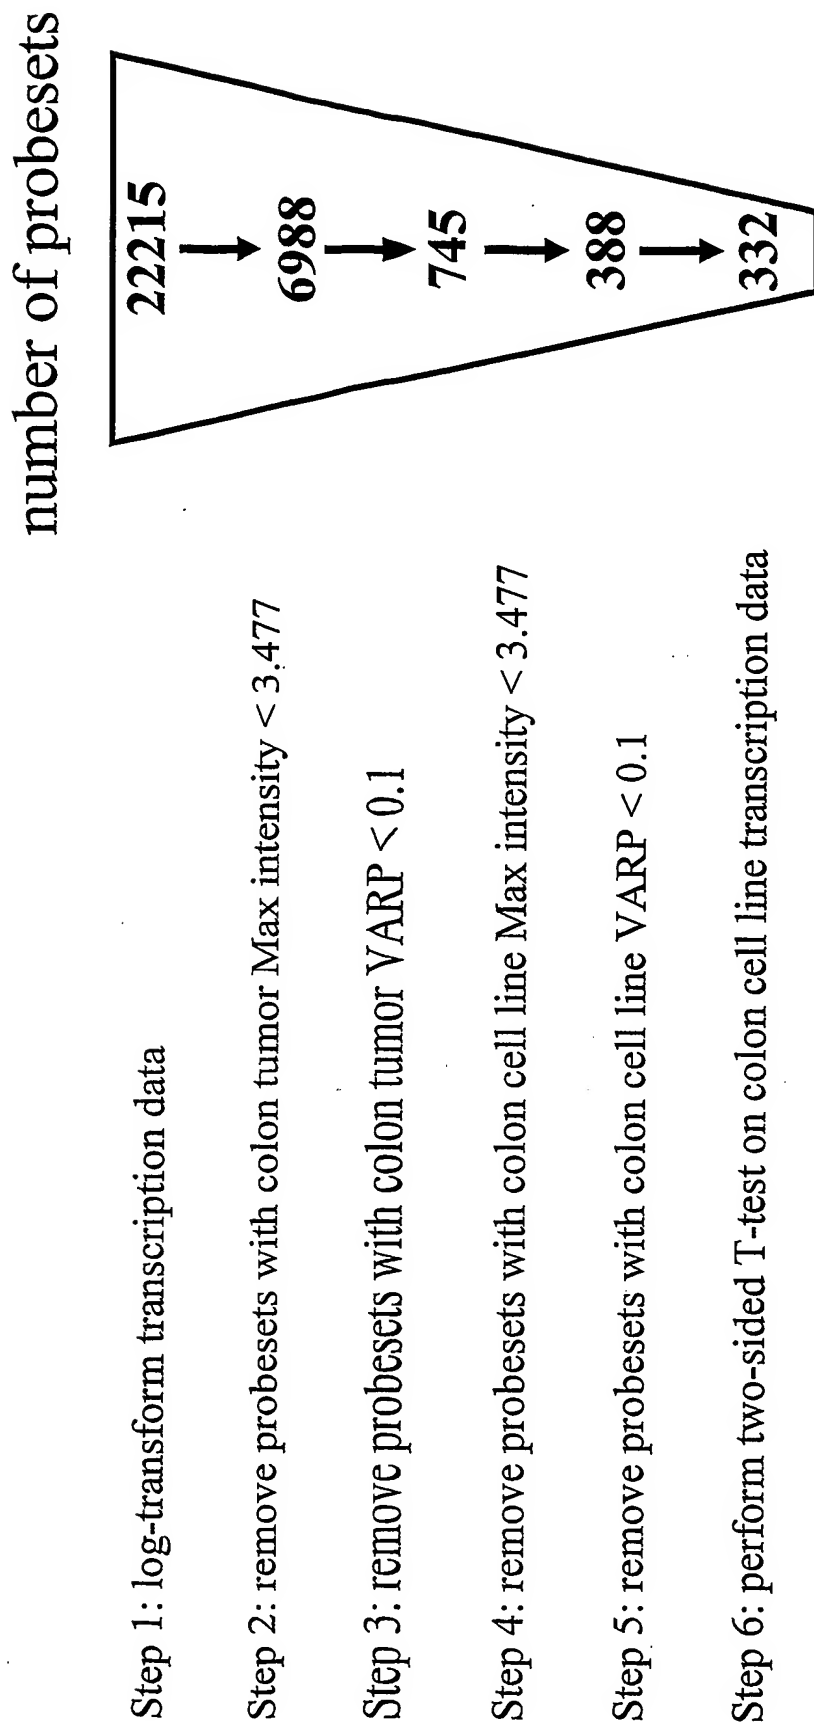 number of probesets
Step 1: log-transform transcription data
22215
Step 2: remove probesets with colon tumor Max intensity < 3.477
6988
Step 3: remove probesets with colon tumor VARP < 0.1
745
Step 4: remove probesets with colon cell line Max intensity < 3.477
388
Step 5: remove probesets with colon cell line VARP < 0.1
332
Step 6: perform two-sided T-test on colon cell line transcription data